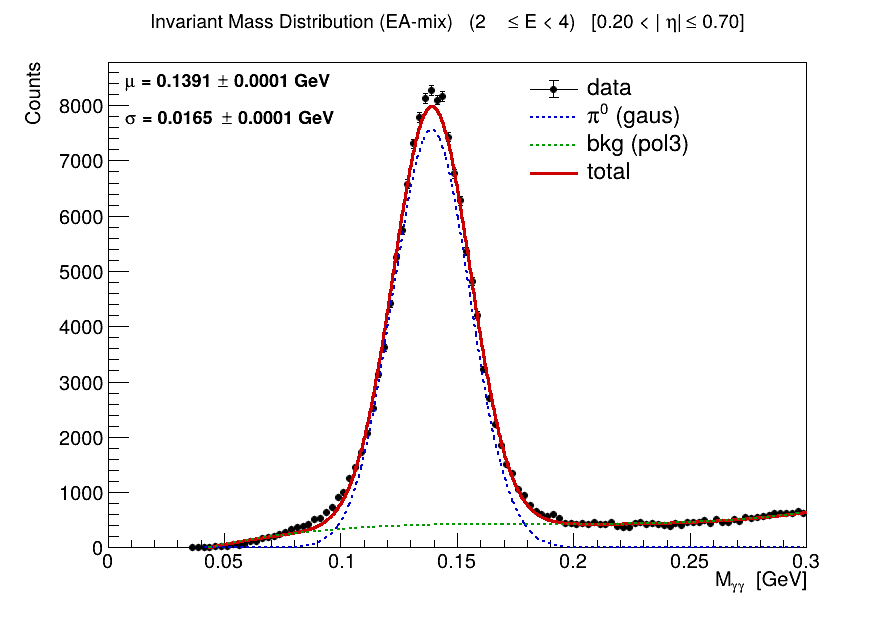 Invariant Mass Distribution (EA-mix) (2 ≤ E < 4) [0.20 < | η| ≤ 0.70]
Counts
μ = 0.1391 ± 0.0001 GeV
σ = 0.0165 ± 0.0001 GeV
data
π⁰ (gaus)
bkg (pol3)
total
8000
7000
6000
5000
4000
3000
2000
1000
0
0 0.05 0.1 0.15 0.2 0.25 0.3
M_γγ [GeV]